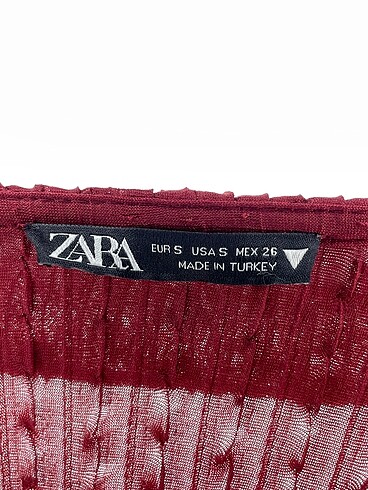 ZARA
EUR S USA S MEX 26
MADE IN TURKEY